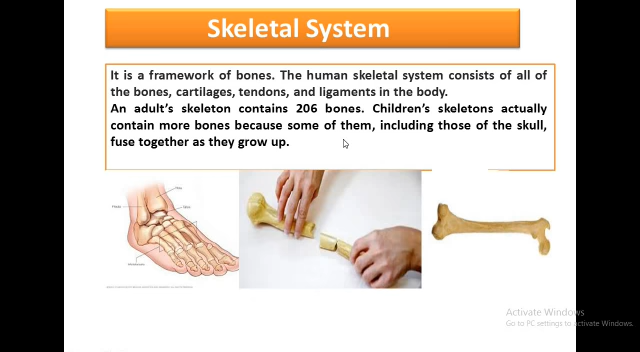 Skeletal System
It is a framework of bones. The human skeletal system consists of all of
the bones, cartilages, tendons, and ligaments in the body.
An adult's skeleton contains 206 bones. Children's skeletons actually
contain more bones because some of them, including those of the skull,
fuse together as they grow up.
Activate Windows
Go to PC settings to activate Windows.